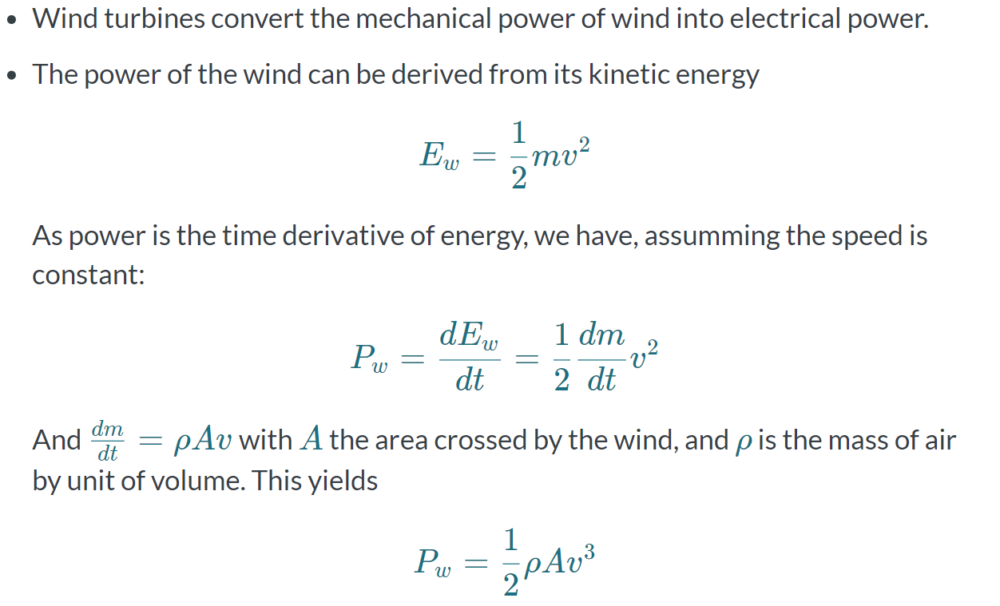 • Wind turbines convert the mechanical power of wind into electrical power.
• The power of the wind can be derived from its kinetic energy
E_w = \frac{1}{2}mv^2
As power is the time derivative of energy, we have, assumming the speed is
constant:
P_w = \frac{dE_w}{dt} = \frac{1}{2}\frac{dm}{dt}v^2
And \frac{dm}{dt} = ρAv with A the area crossed by the wind, and ρ is the mass of air
by unit of volume. This yields
P_w = \frac{1}{2}ρAv^3